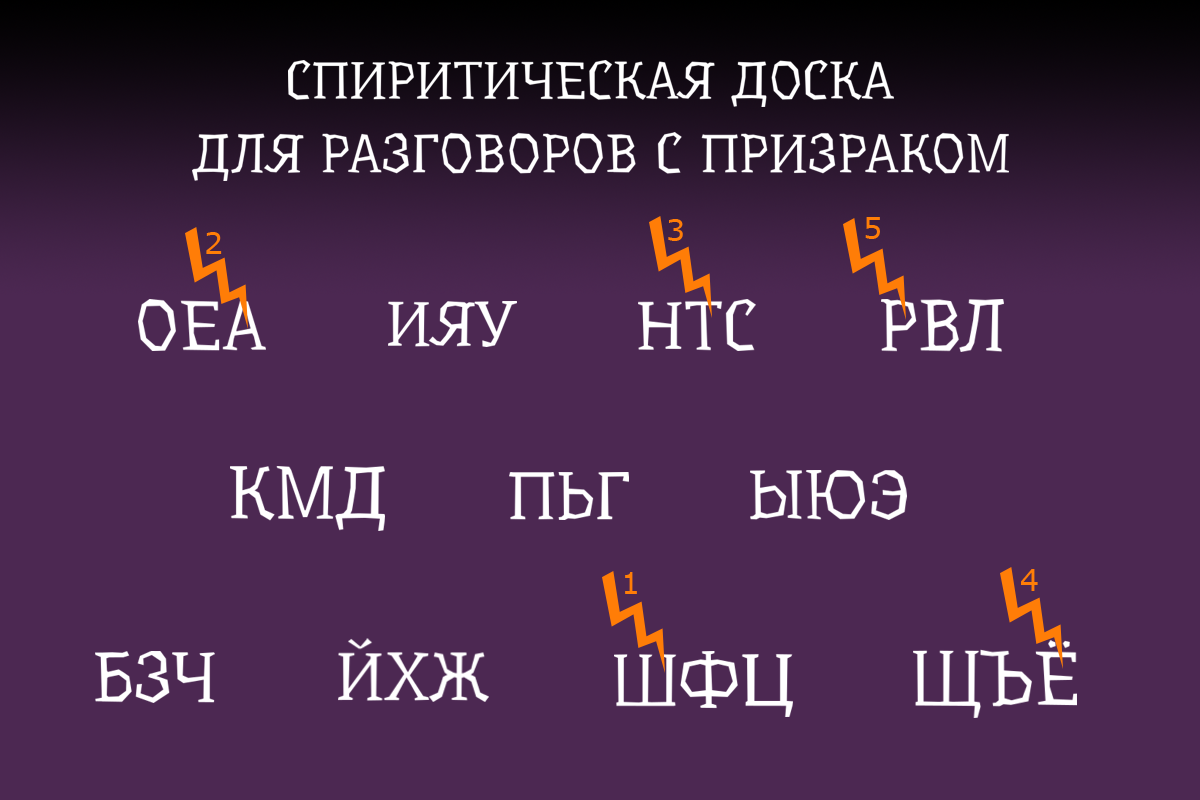 СПИРИТИЧЕСКАЯ ДОСКА
ДЛЯ РАЗГОВОРОВ С ПРИЗРАКОМ
2 3 5
ОЕА ИЯУ НТС РВЛ
КМД ПЬГ ЫЮЭ
1 4
БЗЧ ЙХЖ ШФЦ ЩЪЁ